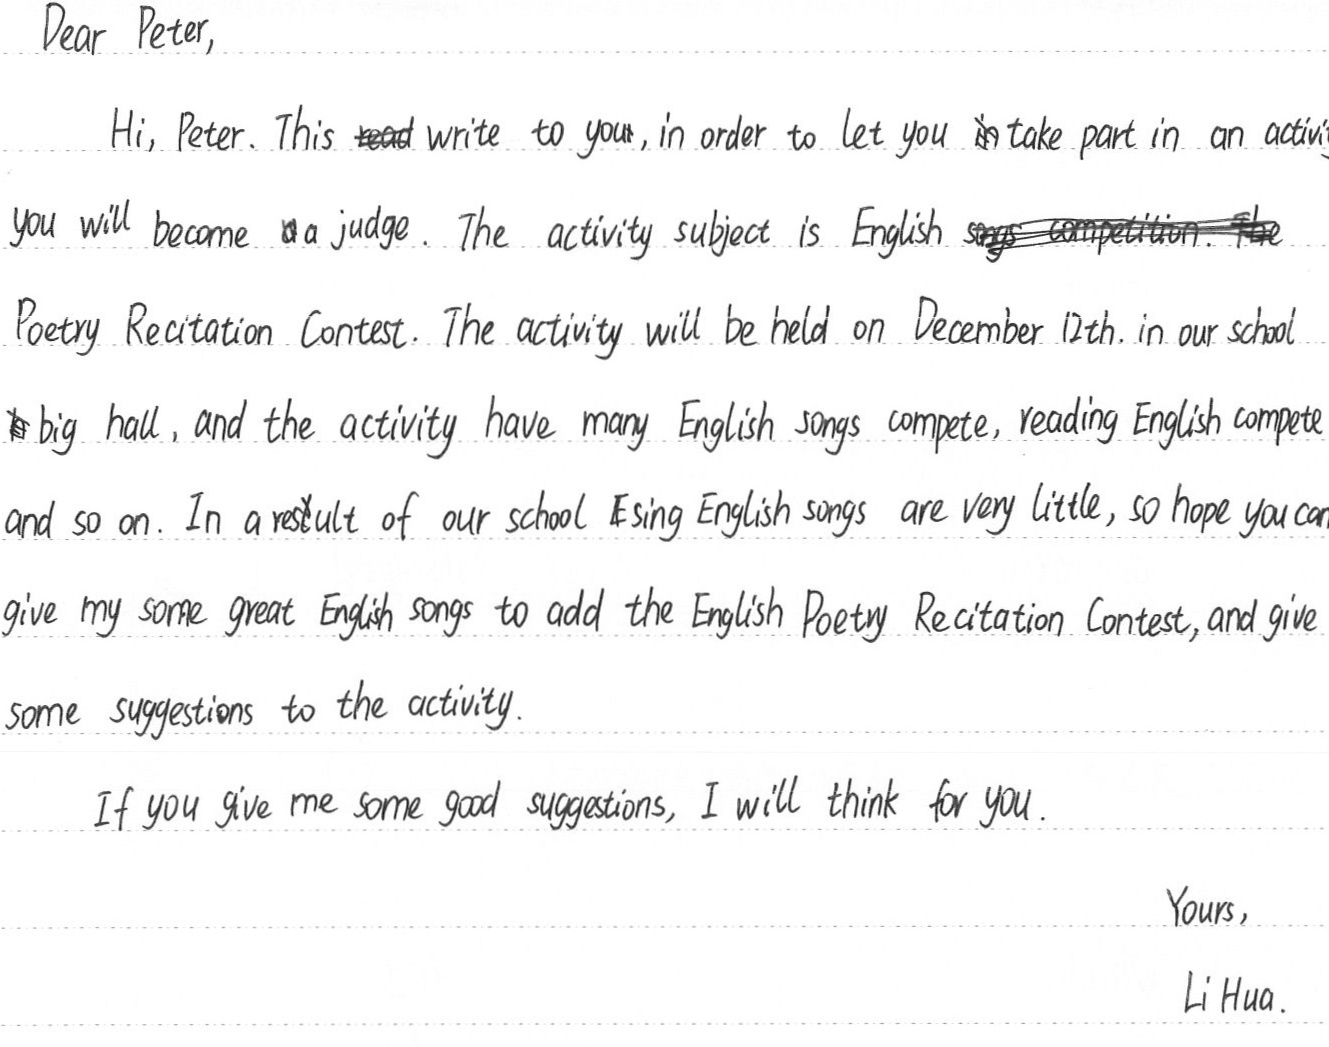 Dear Peter,
Hi, Peter. This write to you, in order to let you take part in an activi
you will become a judge. The activity subject is English
Poetry Recitation Contest. The activity will be held on December 12th. in our school
big hall, and the activity have many English songs compete, reading English compete
and so on. In a result of our school sing English songs are very little, so hope you can
give my some great English songs to add the English Poetry Recitation Contest, and give
some suggestions to the activity.
If you give me some good suggestions, I will think for you.
Yours,
Li Hua.